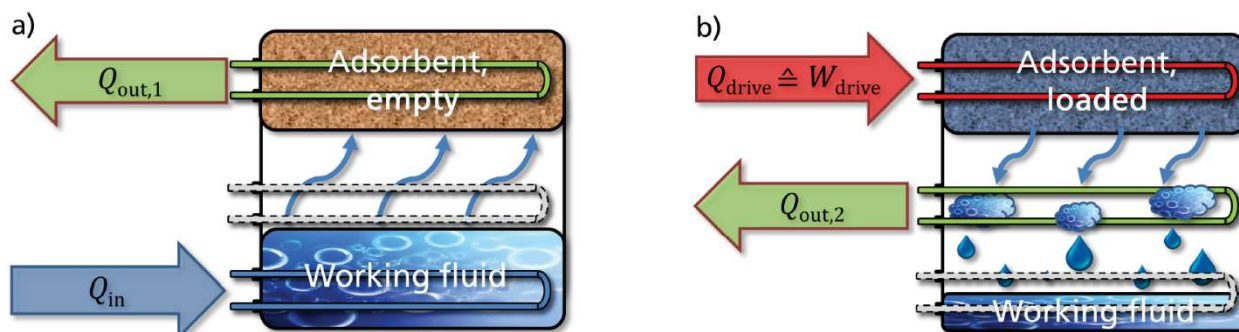 a)
Q_out,1
Adsorbent,
empty
Working fluid
Q_in
b)
Q_drive ≙ W_drive
Adsorbent,
loaded
Q_out,2
Working fluid